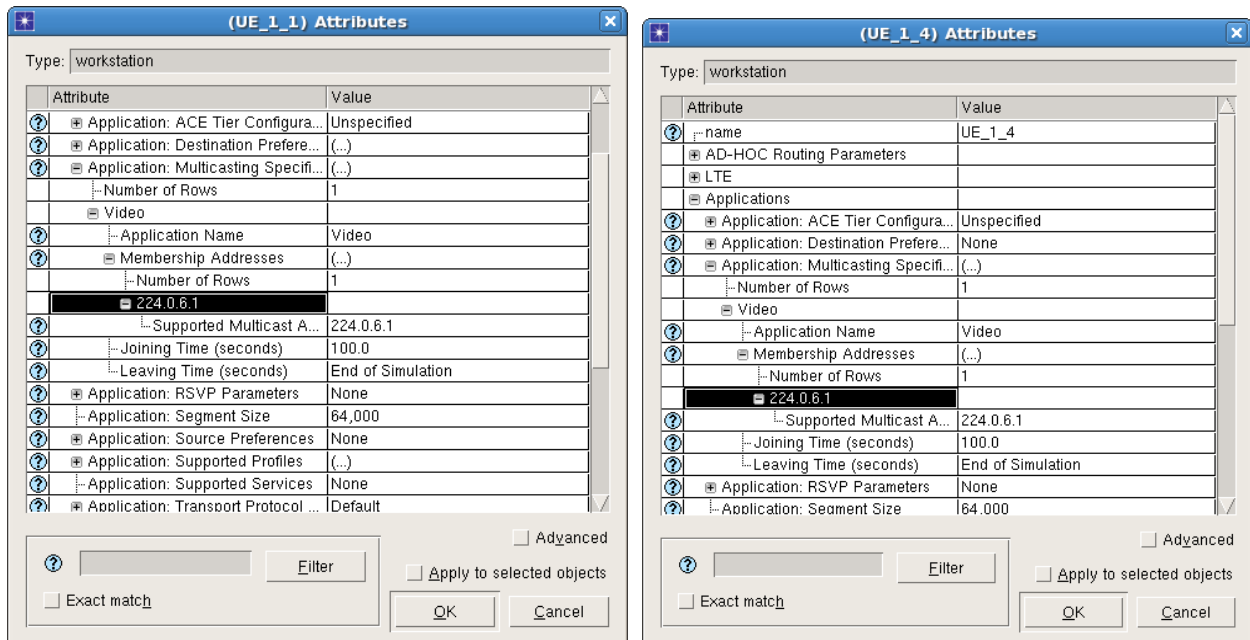 (UE_1_1) Attributes
Type: workstation
Attribute Value
Application: ACE Tier Configura... Unspecified
Application: Destination Prefere... (...)
Application: Multicasting Specifi... (...)
Number of Rows 1
Video
Application Name Video
Membership Addresses (...)
Number of Rows 1
224.0.6.1
Supported Multicast A... 224.0.6.1
Joining Time (seconds) 100.0
Leaving Time (seconds) End of Simulation
Application: RSVP Parameters None
Application: Segment Size 64,000
Application: Source Preferences None
Application: Supported Profiles (...)
Application: Supported Services None
Application: Transport Protocol ... Default
Advanced
Filter
Apply to selected objects
Exact match
OK Cancel
(UE_1_4) Attributes
Type: workstation
Attribute Value
name UE_1_4
AD-HOC Routing Parameters
LTE
Applications
Application: ACE Tier Configura... Unspecified
Application: Destination Prefere... None
Application: Multicasting Specifi... (...)
Number of Rows 1
Video
Application Name Video
Membership Addresses (...)
Number of Rows 1
224.0.6.1
Supported Multicast A... 224.0.6.1
Joining Time (seconds) 100.0
Leaving Time (seconds) End of Simulation
Application: RSVP Parameters None
Application: Segment Size 64,000
Advanced
Filter
Apply to selected objects
Exact match
OK Cancel